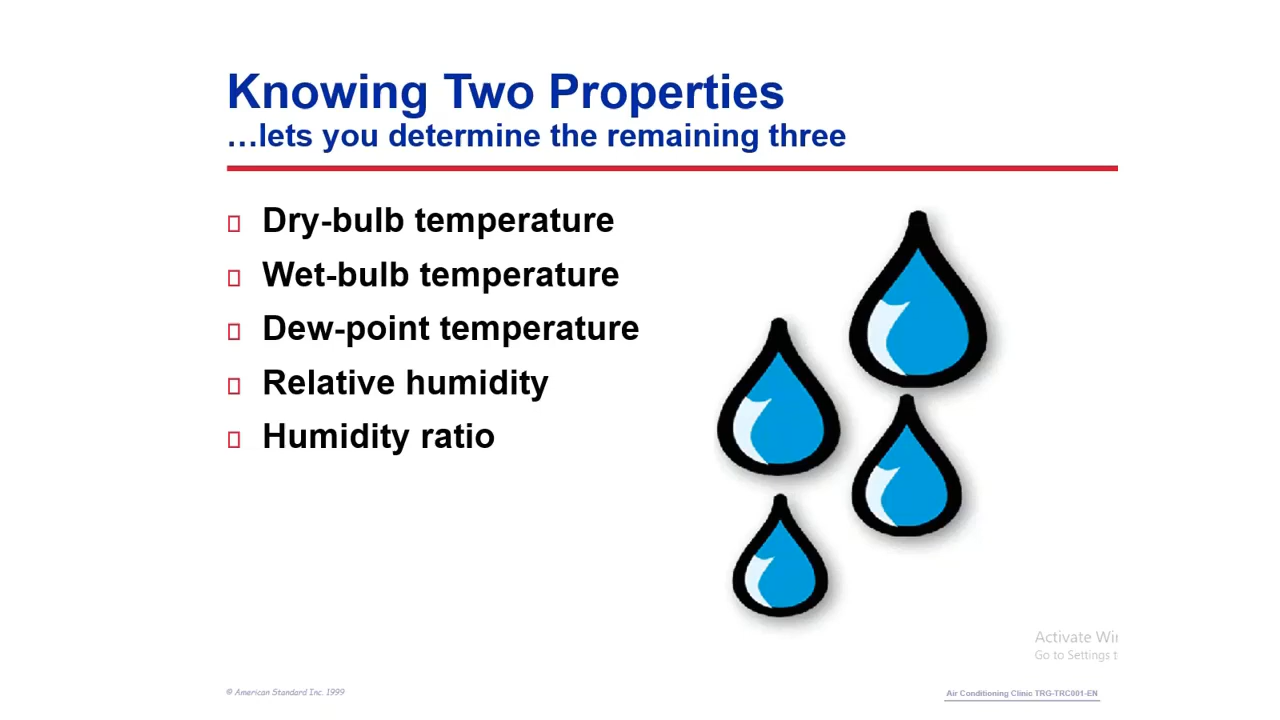 Knowing Two Properties
…lets you determine the remaining three
Dry-bulb temperature
Wet-bulb temperature
Dew-point temperature
Relative humidity
Humidity ratio
Activate Wi
Go to Settings t
© American Standard Inc. 1999
Air Conditioning Clinic TRG-TRC001-EN